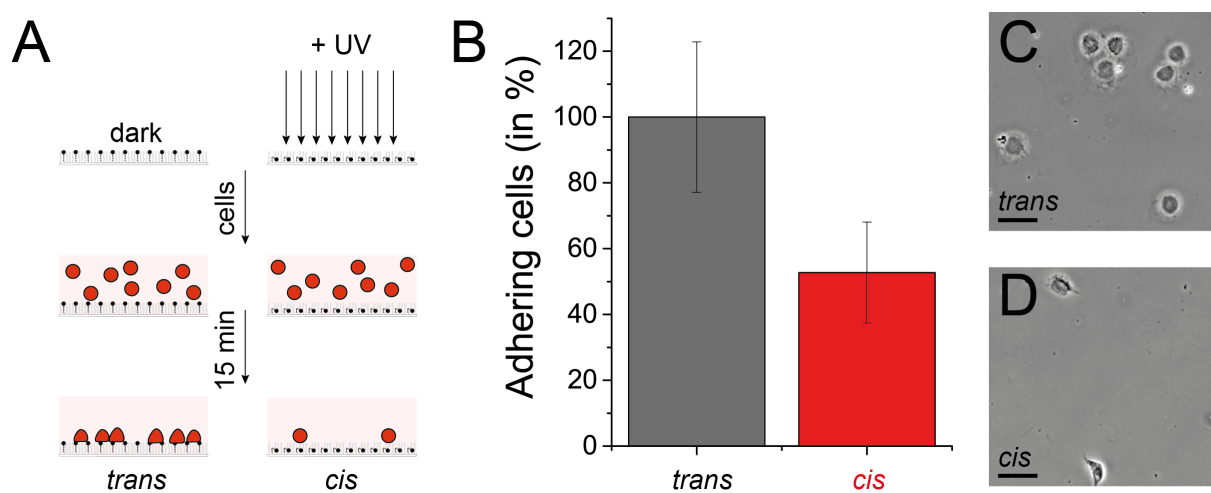 A
+ UV
dark
cells
15 min
trans
cis
B
Adhering cells (in %)
120
100
80
60
40
20
0
trans
cis
C
trans
D
cis